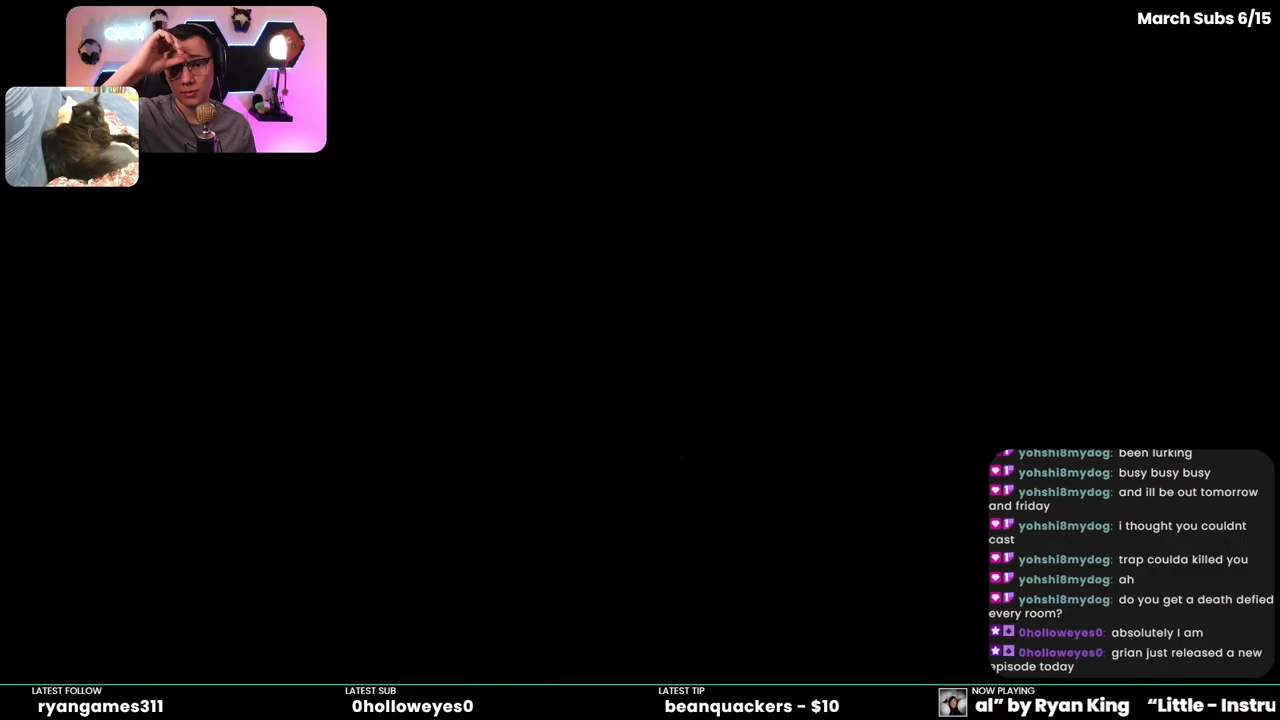 March Subs 6/15
yohshi8mydog: been lurking
yohshi8mydog: busy busy busy
yohshi8mydog: and ill be out tomorrow
and friday
yohshi8mydog: i thought you couldnt
cast
yohshi8mydog: trap coulda killed you
yohshi8mydog: ah
yohshi8mydog: do you get a death defied
every room?
0holloweyes0: absolutely I am
0holloweyes0: grian just released a new
episode today
LATEST FOLLOW
ryangames311
LATEST SUB
0holloweyes0
LATEST TIP
beanquackers - $10
NOW PLAYING
al” by Ryan King “Little - Instru